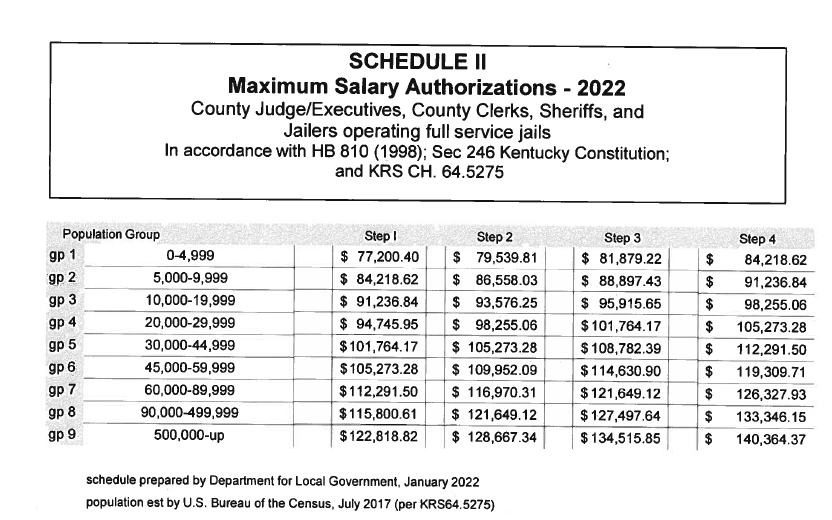 SCHEDULE II
Maximum Salary Authorizations - 2022
County Judge/Executives, County Clerks, Sheriffs, and
Jailers operating full service jails
In accordance with HB 810 (1998); Sec 246 Kentucky Constitution;
and KRS CH. 64.5275
Population Group Step I Step 2 Step 3 Step 4
gp 1 0-4,999 $ 77,200.40 $ 79,539.81 $ 81,879.22 $ 84,218.62
gp 2 5,000-9,999 $ 84,218.62 $ 86,558.03 $ 88,897.43 $ 91,236.84
gp 3 10,000-19,999 $ 91,236.84 $ 93,576.25 $ 95,915.65 $ 98,255.06
gp 4 20,000-29,999 $ 94,745.95 $ 98,255.06 $101,764.17 $ 105,273.28
gp 5 30,000-44,999 $101,764.17 $ 105,273.28 $108,782.39 $ 112,291.50
gp 6 45,000-59,999 $105,273.28 $ 109,952.09 $114,630.90 $ 119,309.71
gp 7 60,000-89,999 $112,291.50 $ 116,970.31 $121,649.12 $ 126,327.93
gp 8 90,000-499,999 $115,800.61 $ 121,649.12 $127,497.64 $ 133,346.15
gp 9 500,000-up $122,818.82 $ 128,667.34 $134,515.85 $ 140,364.37
schedule prepared by Department for Local Government, January 2022
population est by U.S. Bureau of the Census, July 2017 (per KRS64.5275)